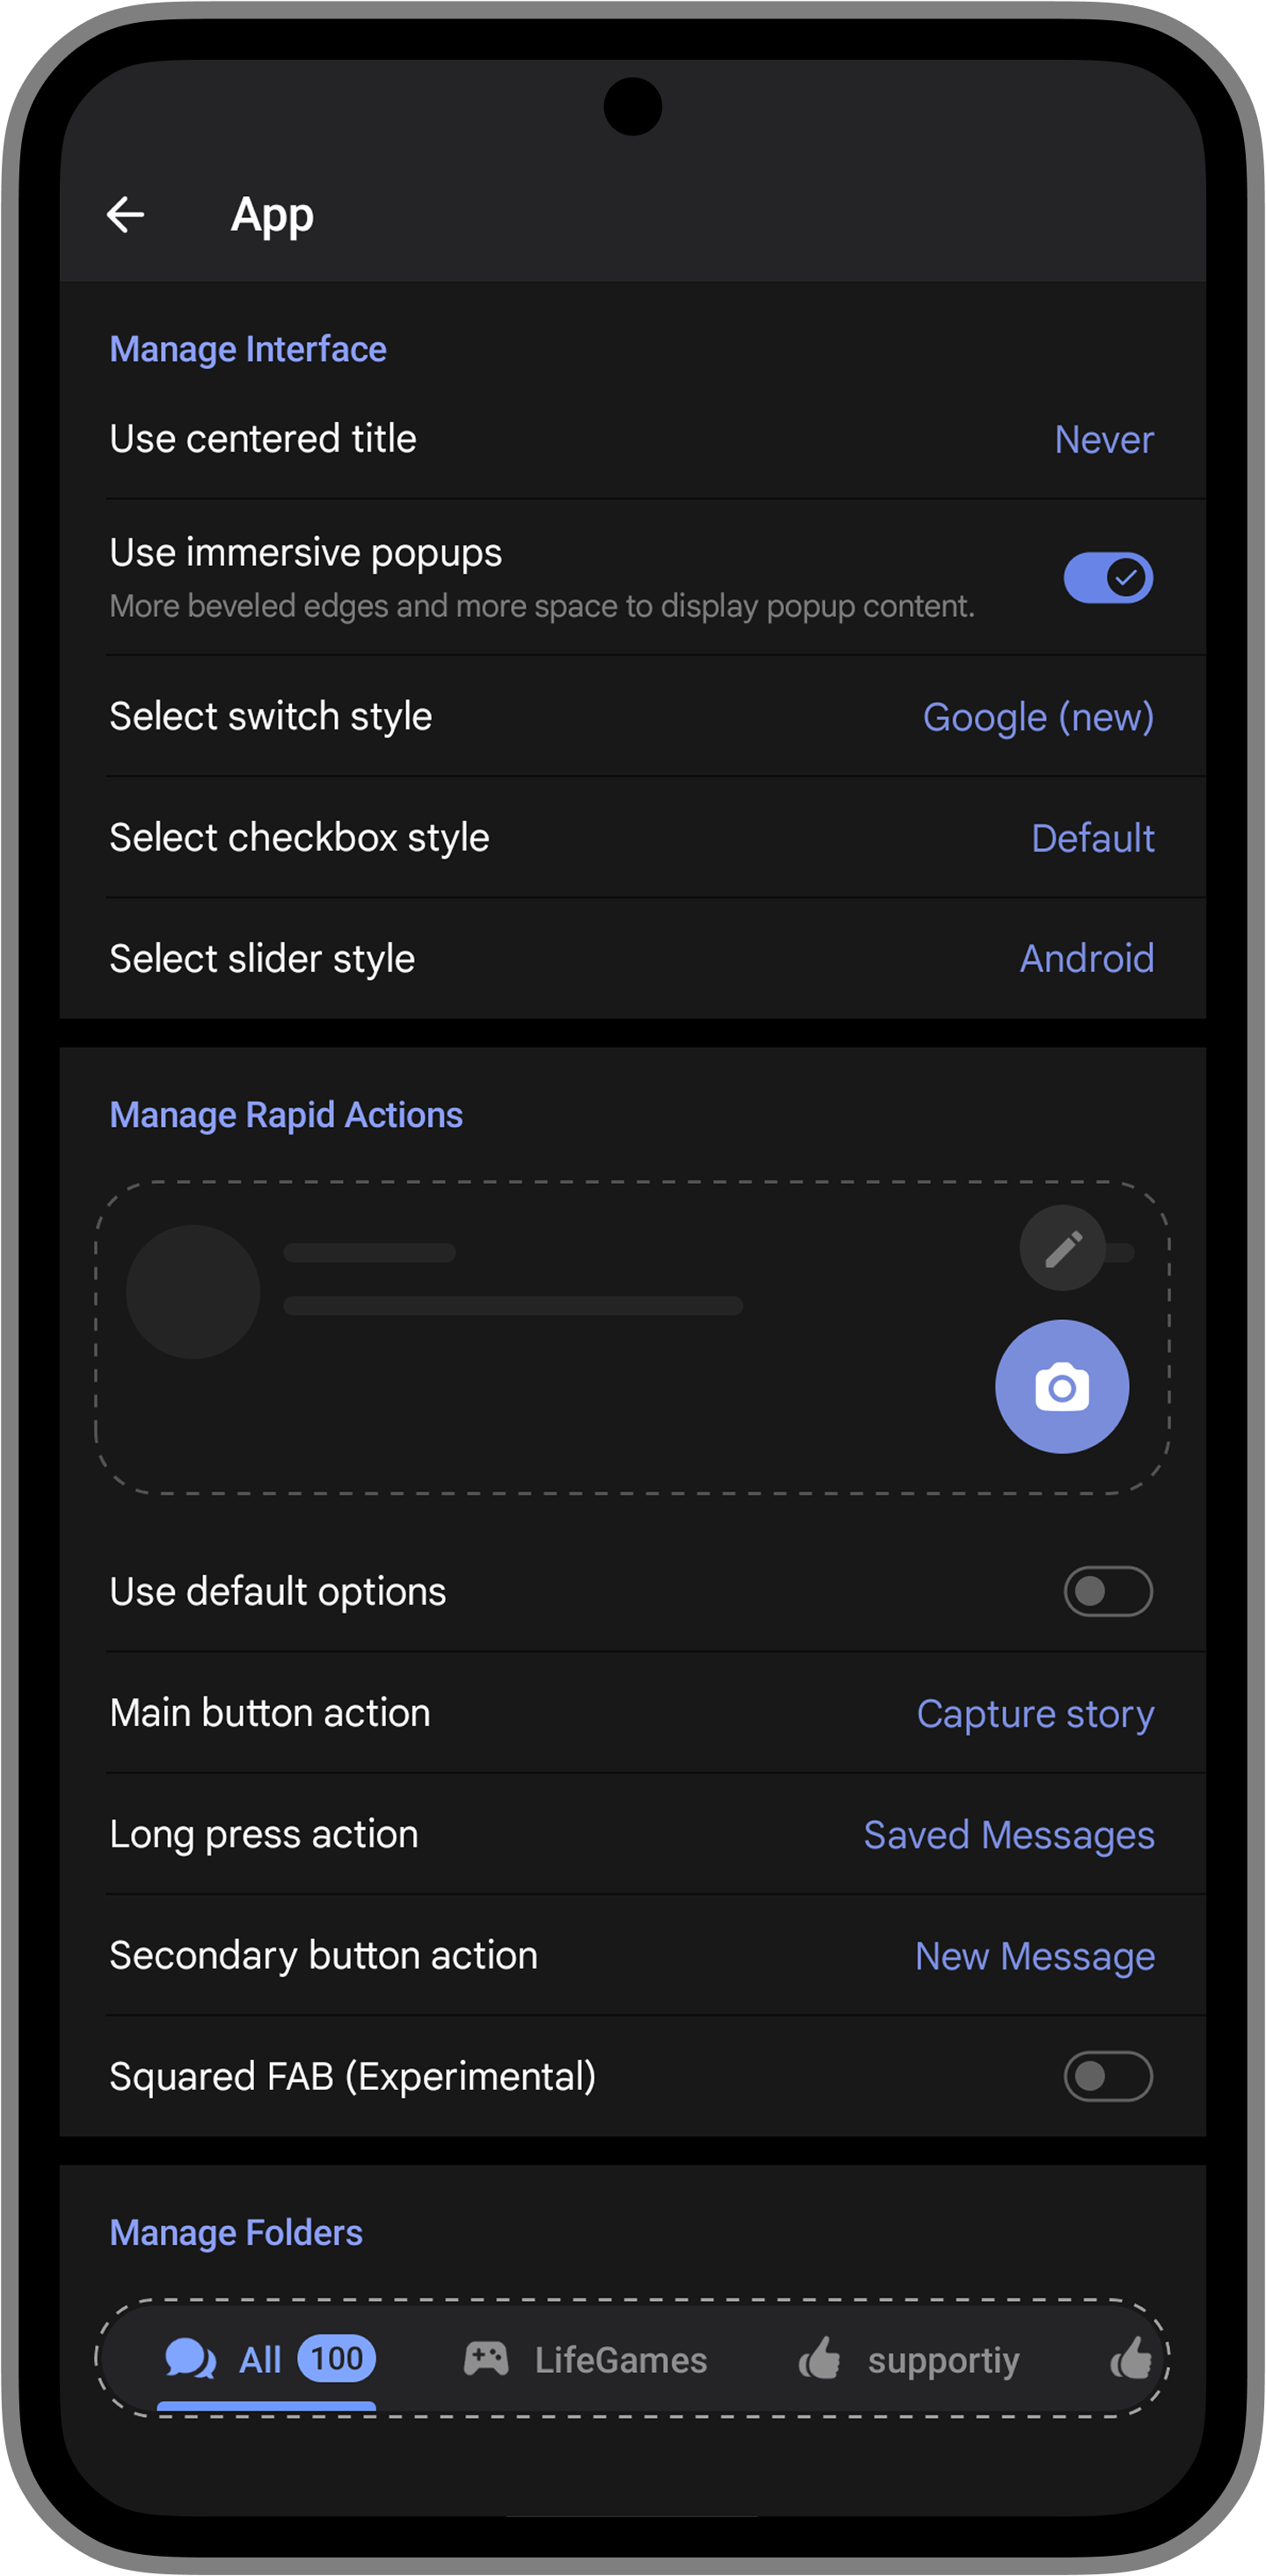 App
Manage Interface
Use centered title
Never
Use immersive popups
More beveled edges and more space to display popup content.
Select switch style
Google (new)
Select checkbox style
Default
Select slider style
Android
Manage Rapid Actions
Use default options
Main button action
Capture story
Long press action
Saved Messages
Secondary button action
New Message
Squared FAB (Experimental)
Manage Folders
All 100 LifeGames supportiy